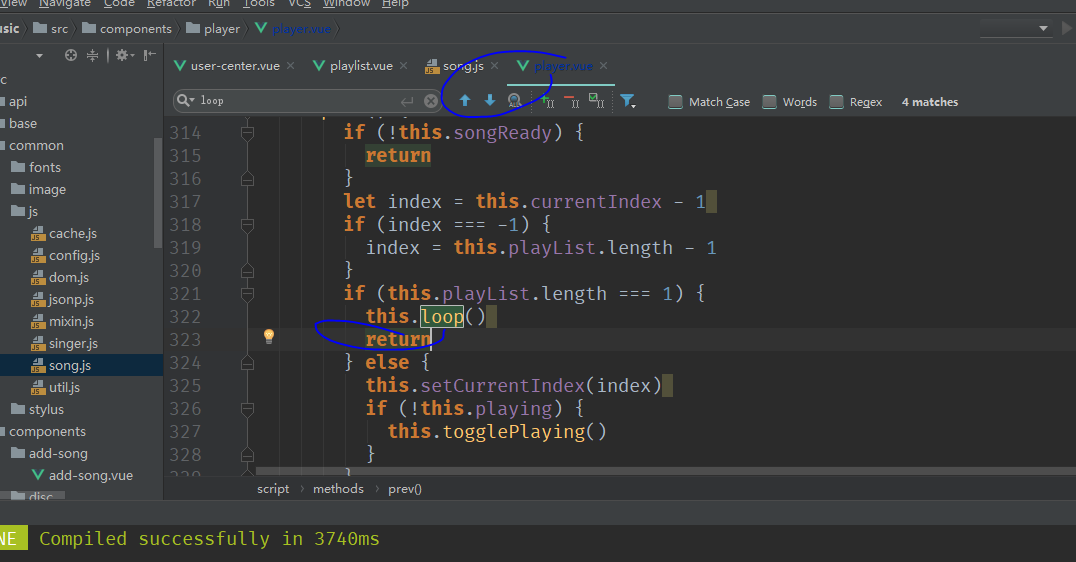 View Navigate Code Refactor Run Tools VCS Window Help
usic src components player player.vue
user-center.vue playlist.vue song.js player.vue
loop Match Case Words Regex 4 matches
c
api
base
common
fonts
image
js
cache.js
config.js
dom.js
jsonp.js
mixin.js
singer.js
song.js
util.js
stylus
components
add-song
add-song.vue
disc
314 if (!this.songReady) {
315 return
316 }
317 let index = this.currentIndex - 1
318 if (index === -1) {
319 index = this.playList.length - 1
320 }
321 if (this.playList.length === 1) {
322 this.loop()
323 return
324 } else {
325 this.setCurrentIndex(index)
326 if (!this.playing) {
327 this.togglePlaying()
328 }
329 }
script methods prev()
NE Compiled successfully in 3740ms